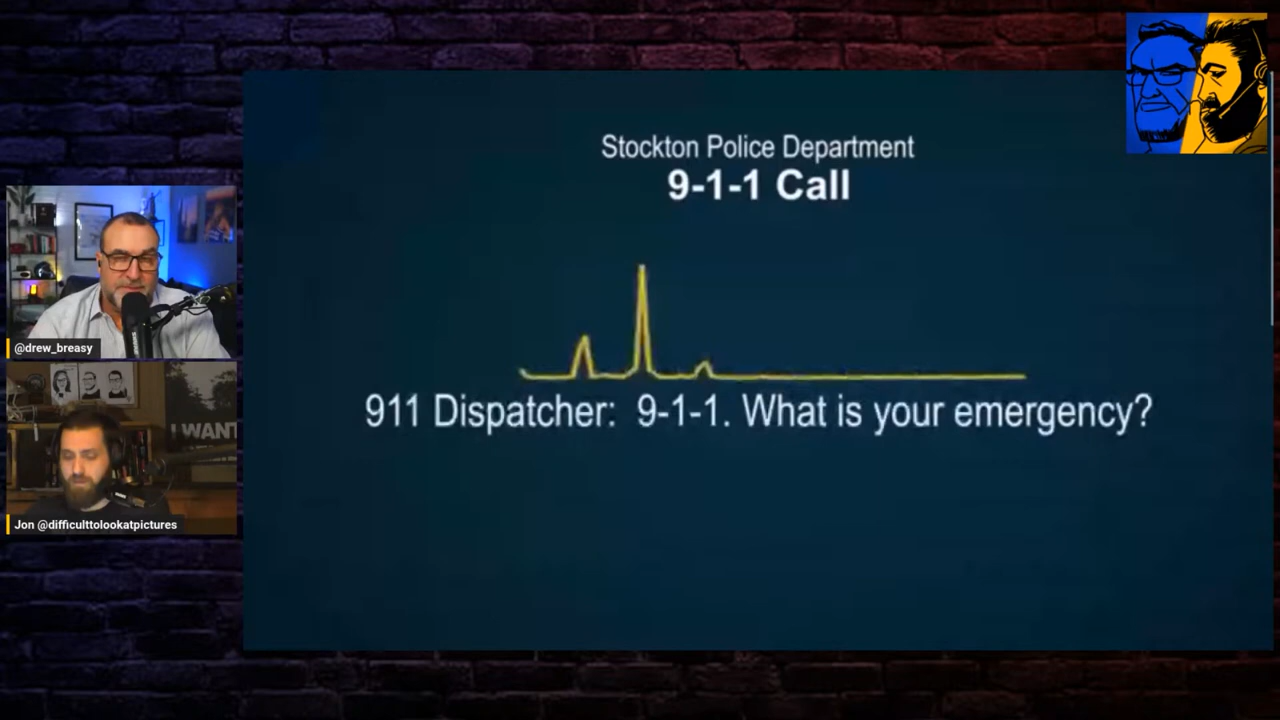 Stockton Police Department
9-1-1 Call
911 Dispatcher: 9-1-1. What is your emergency?
@drew_breasy
I WANT
Jon @difficulttolookatpictures